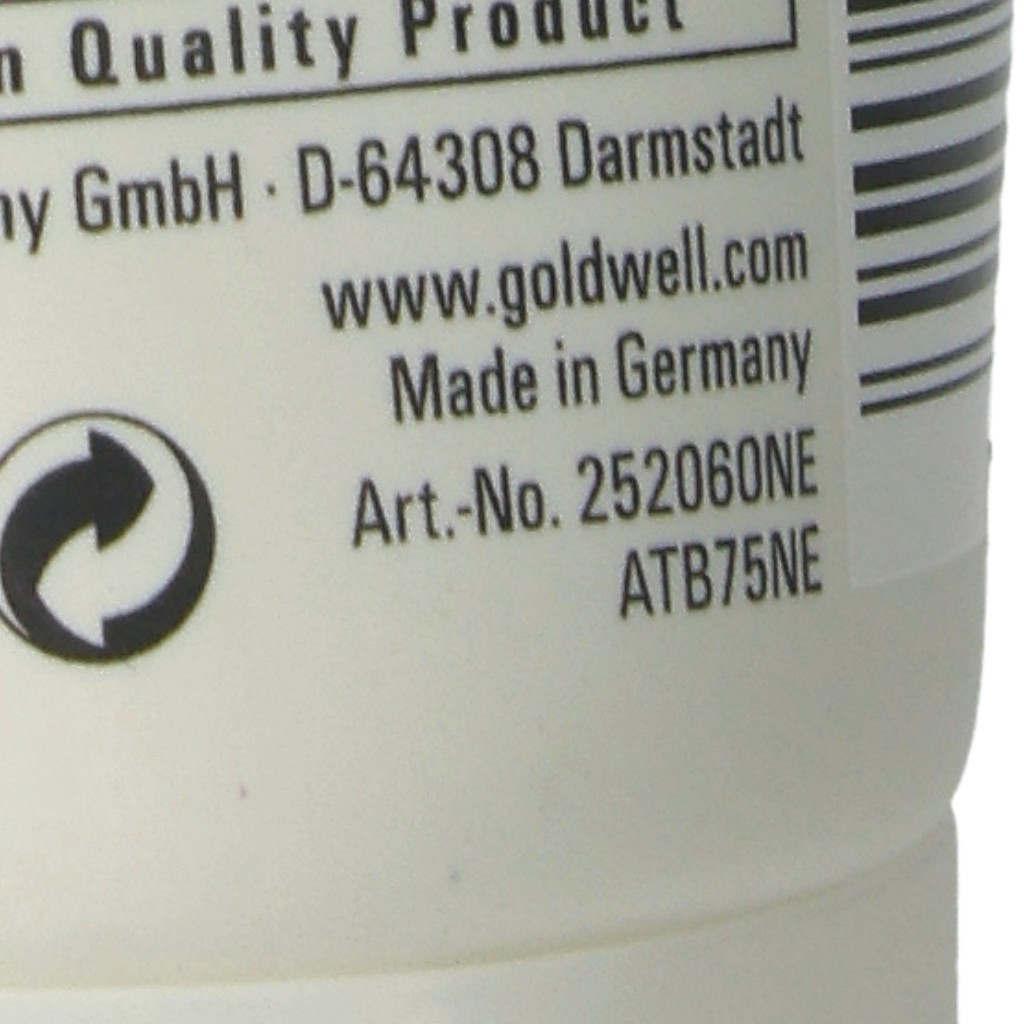 Quality Product
GmbH · D-64308 Darmstadt
www.goldwell.com
Made in Germany
Art.-No. 252060NE
ATB75NE